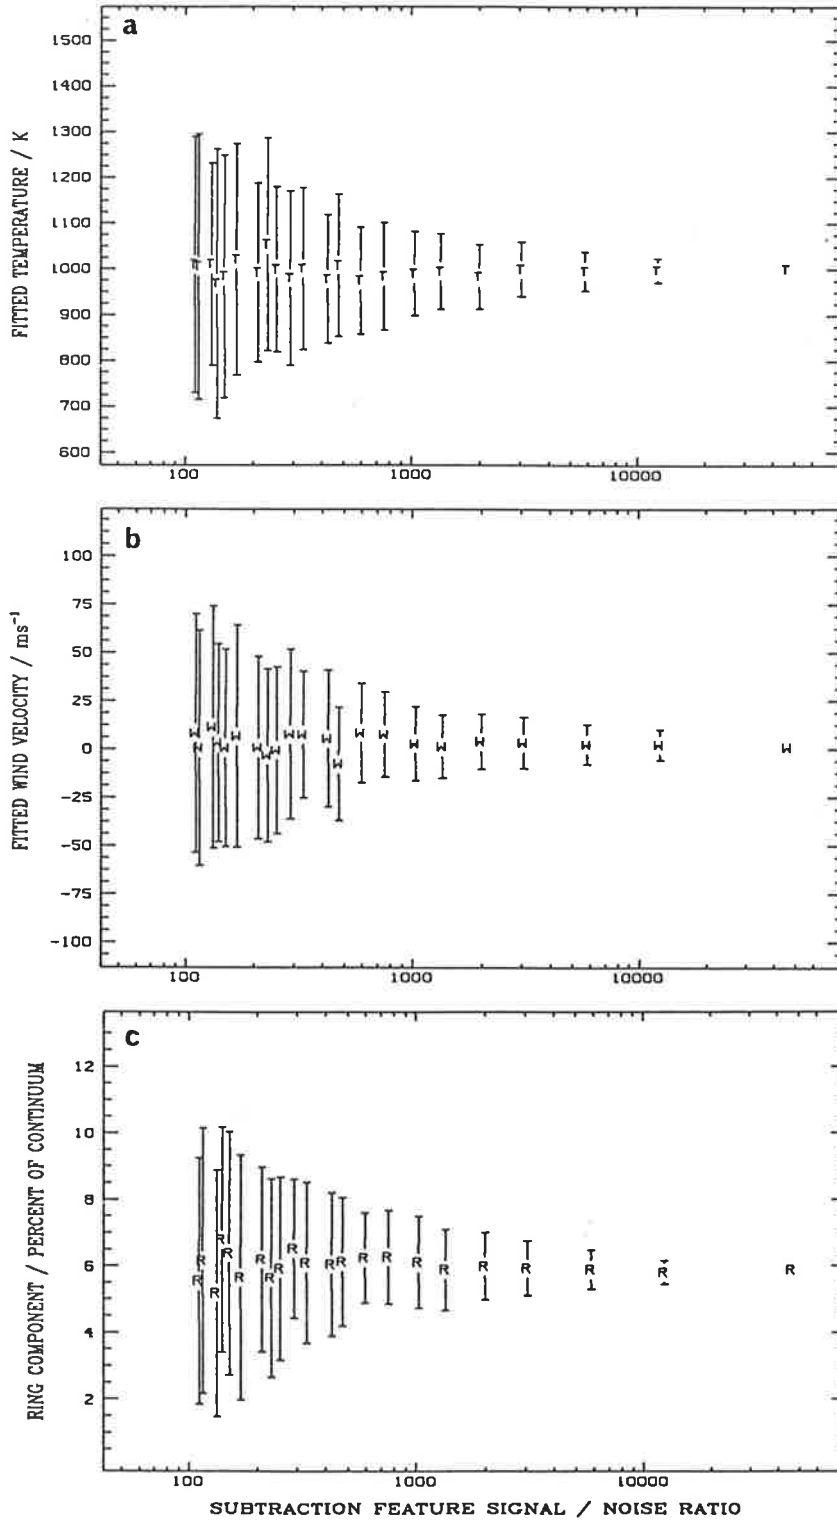 a
FITTED TEMPERATURE / K
1500
1400
1300
1200
1100
1000
900
800
700
600
T T T T T T T T T T T T T T T T T T T T T T T
100 1000 10000
b
FITTED WIND VELOCITY / ms⁻¹
100
75
50
25
0
-25
-50
-75
-100
W W W W W W W W W W W W W W W W W W W W W W W
100 1000 10000
c
RING COMPONENT / PERCENT OF CONTINUUM
12
10
8
6
4
2
R R R R R R R R R R R R R R R R R R R R R R R
100 1000 10000
SUBTRACTION FEATURE SIGNAL / NOISE RATIO